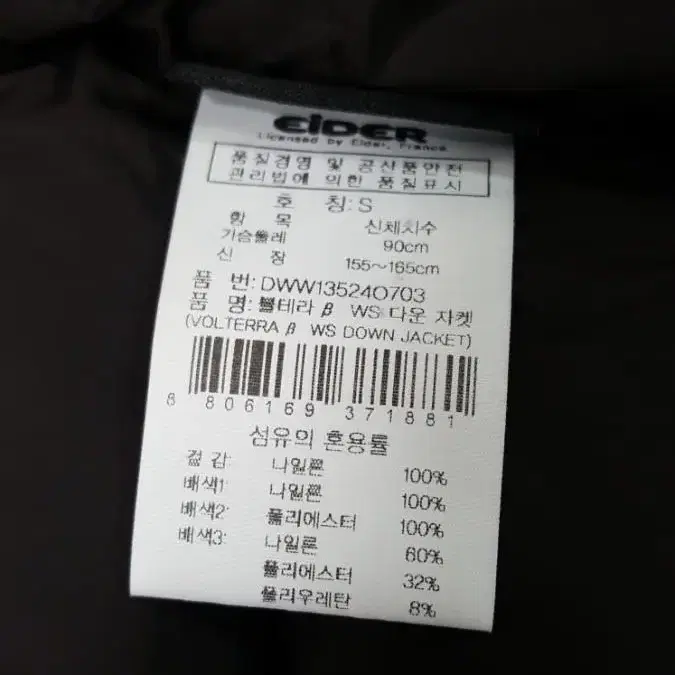 EIDER
Licensed by Eider, France
품질경영 및 공산품안전
관리법에 의한 품질표시
호 칭: S
항 목 신체치수
가슴둘레 90cm
신 장 155~165cm
품 번: DWW13524O703
품 명: 볼테라 β WS 다운 자켓
(VOLTERRA β WS DOWN JACKET)
8 806169 371881
섬유의 혼용률
겉 감: 나일론 100%
배색1: 나일론 100%
배색2: 폴리에스터 100%
배색3: 나일론 60%
폴리에스터 32%
폴리우레탄 8%